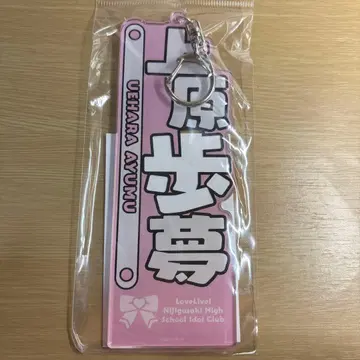 上原歩夢
UEHARA AYUMU
LoveLive!
Nijigasaki High
School Idol Club